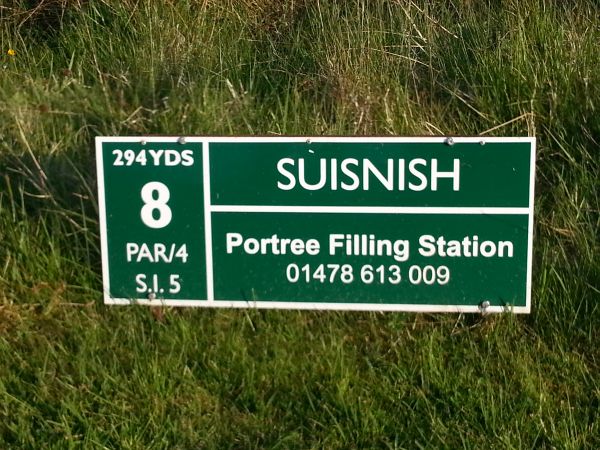 294YDS
8
PAR/4
S.I. 5
SUISNISH
Portree Filling Station
01478 613 009